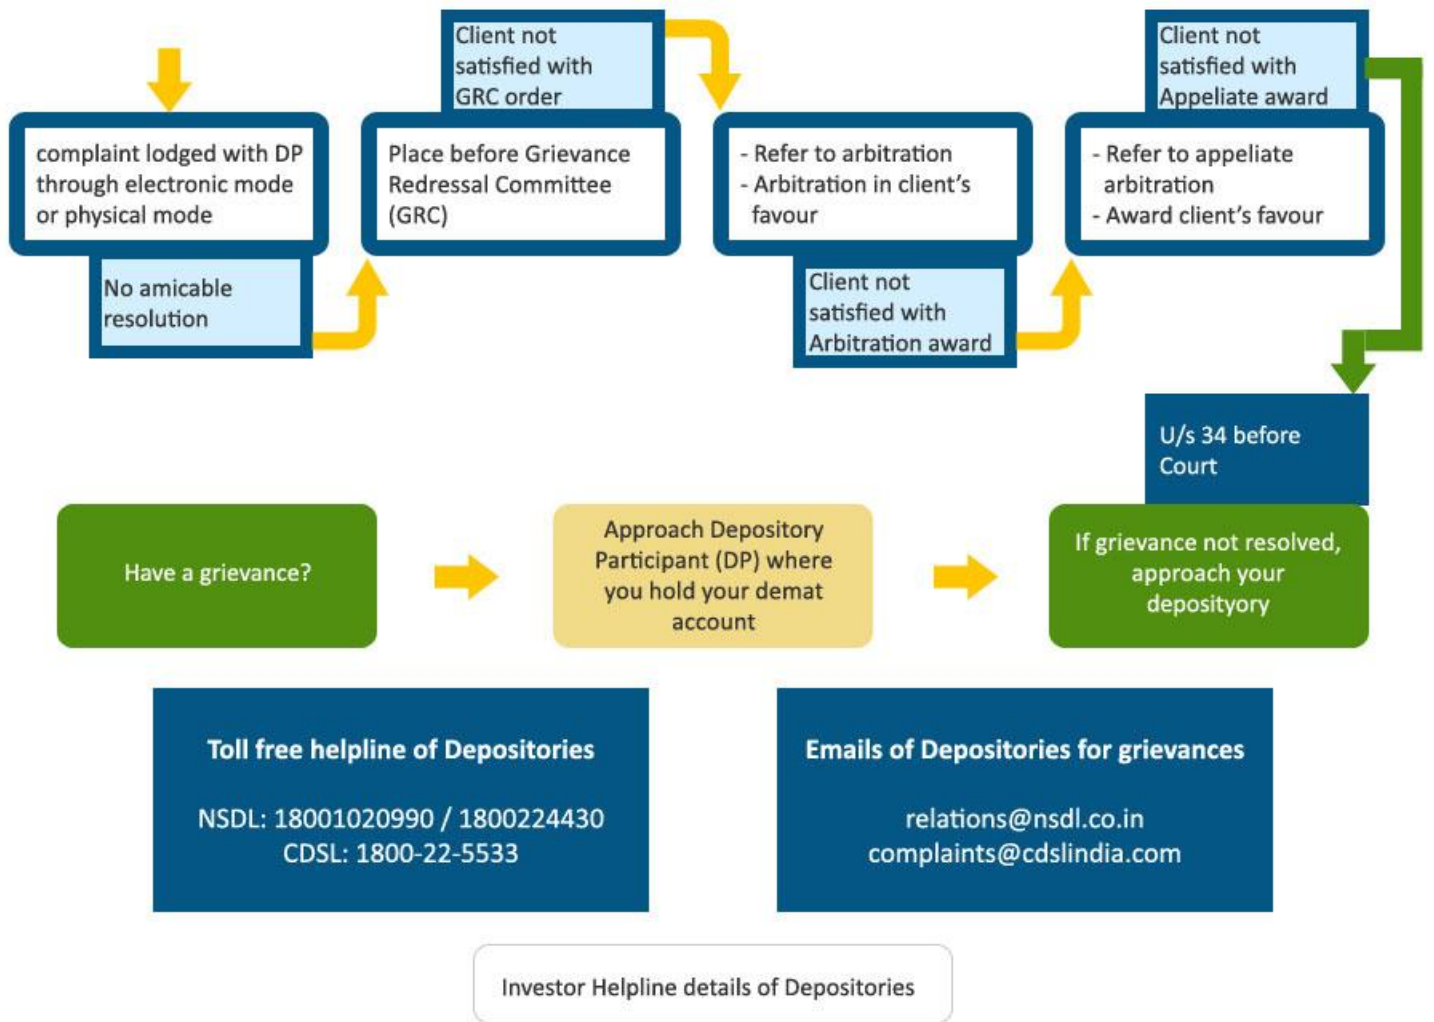 complaint lodged with DP
through electronic mode
or physical mode
No amicable
resolution
Client not
satisfied with
GRC order
Place before Grievance
Redressal Committee
(GRC)
- Refer to arbitration
- Arbitration in client's
favour
Client not
satisfied with
Arbitration award
Client not
satisfied with
Appeliate award
- Refer to appeliate
arbitration
- Award client's favour
U/s 34 before
Court
Have a grievance?
Approach Depository
Participant (DP) where
you hold your demat
account
If grievance not resolved,
approach your
deposityory
Toll free helpline of Depositories
NSDL: 18001020990 / 1800224430
CDSL: 1800-22-5533
Emails of Depositories for grievances
relations@nsdl.co.in
complaints@cdslindia.com
Investor Helpline details of Depositories